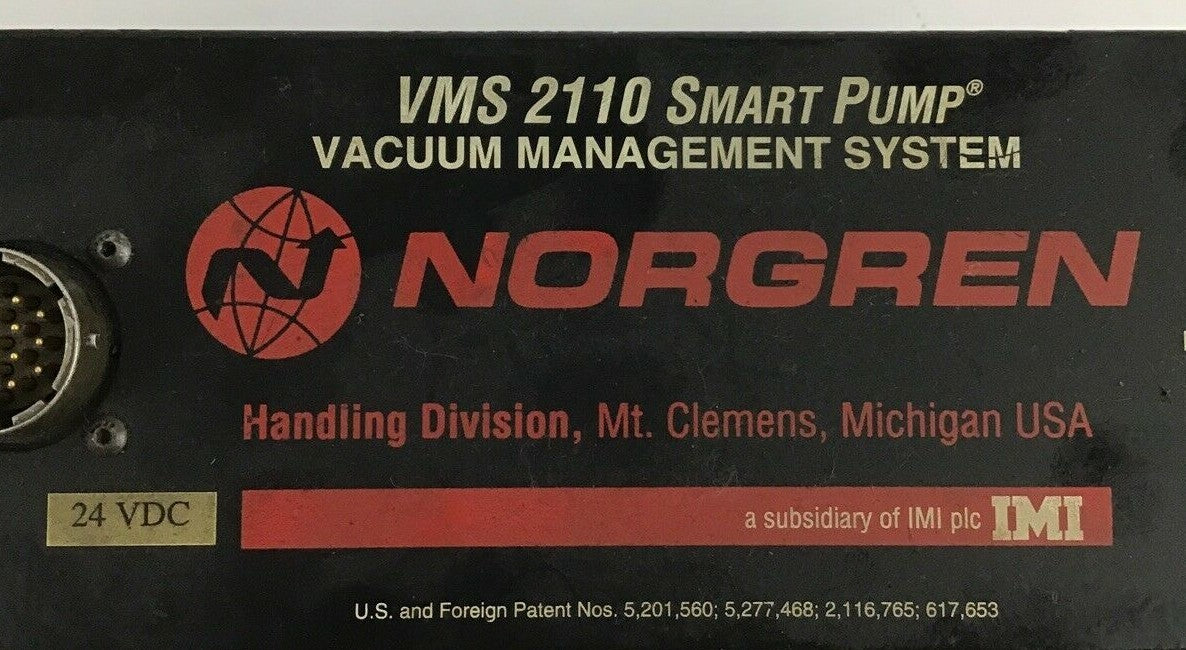 VMS 2110 SMART PUMP®
VACUUM MANAGEMENT SYSTEM
NORGREN
Handling Division, Mt. Clemens, Michigan USA
24 VDC
a subsidiary of IMI plc IMI
U.S. and Foreign Patent Nos. 5,201,560; 5,277,468; 2,116,765; 617,653